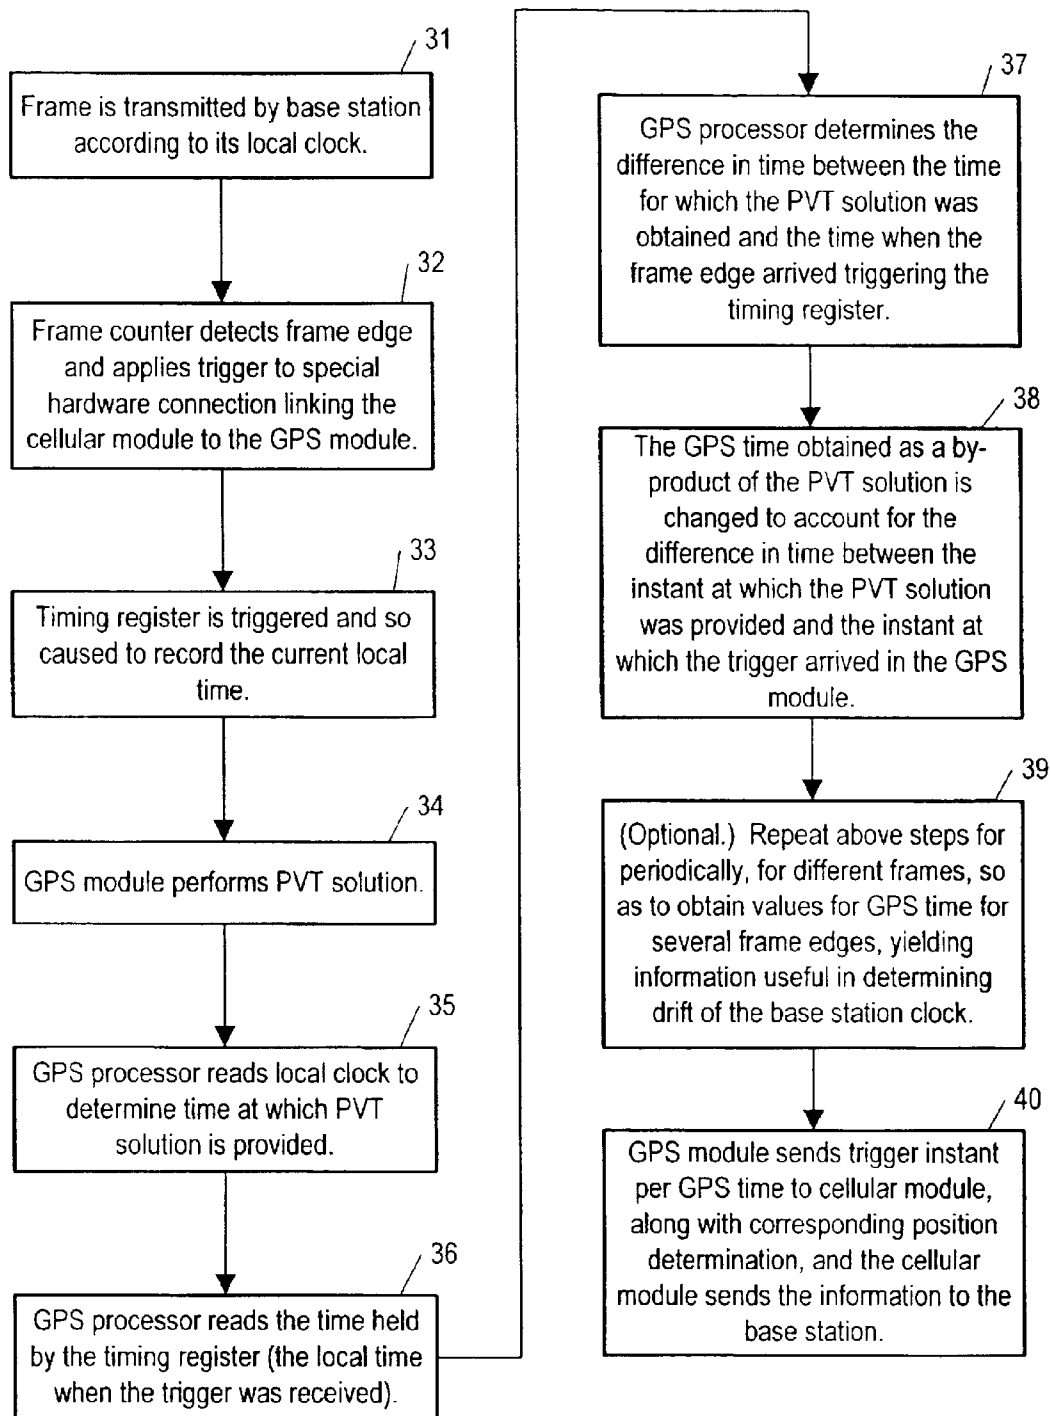 31
Frame is transmitted by base station
according to its local clock.
32
Frame counter detects frame edge
and applies trigger to special
hardware connection linking the
cellular module to the GPS module.
33
Timing register is triggered and so
caused to record the current local
time.
34
GPS module performs PVT solution.
35
GPS processor reads local clock to
determine time at which PVT
solution is provided.
36
GPS processor reads the time held
by the timing register (the local time
when the trigger was received).
37
GPS processor determines the
difference in time between the time
for which the PVT solution was
obtained and the time when the
frame edge arrived triggering the
timing register.
38
The GPS time obtained as a by-
product of the PVT solution is
changed to account for the
difference in time between the
instant at which the PVT solution
was provided and the instant at
which the trigger arrived in the GPS
module.
39
(Optional.) Repeat above steps for
periodically, for different frames, so
as to obtain values for GPS time for
several frame edges, yielding
information useful in determining
drift of the base station clock.
40
GPS module sends trigger instant
per GPS time to cellular module,
along with corresponding position
determination, and the cellular
module sends the information to the
base station.